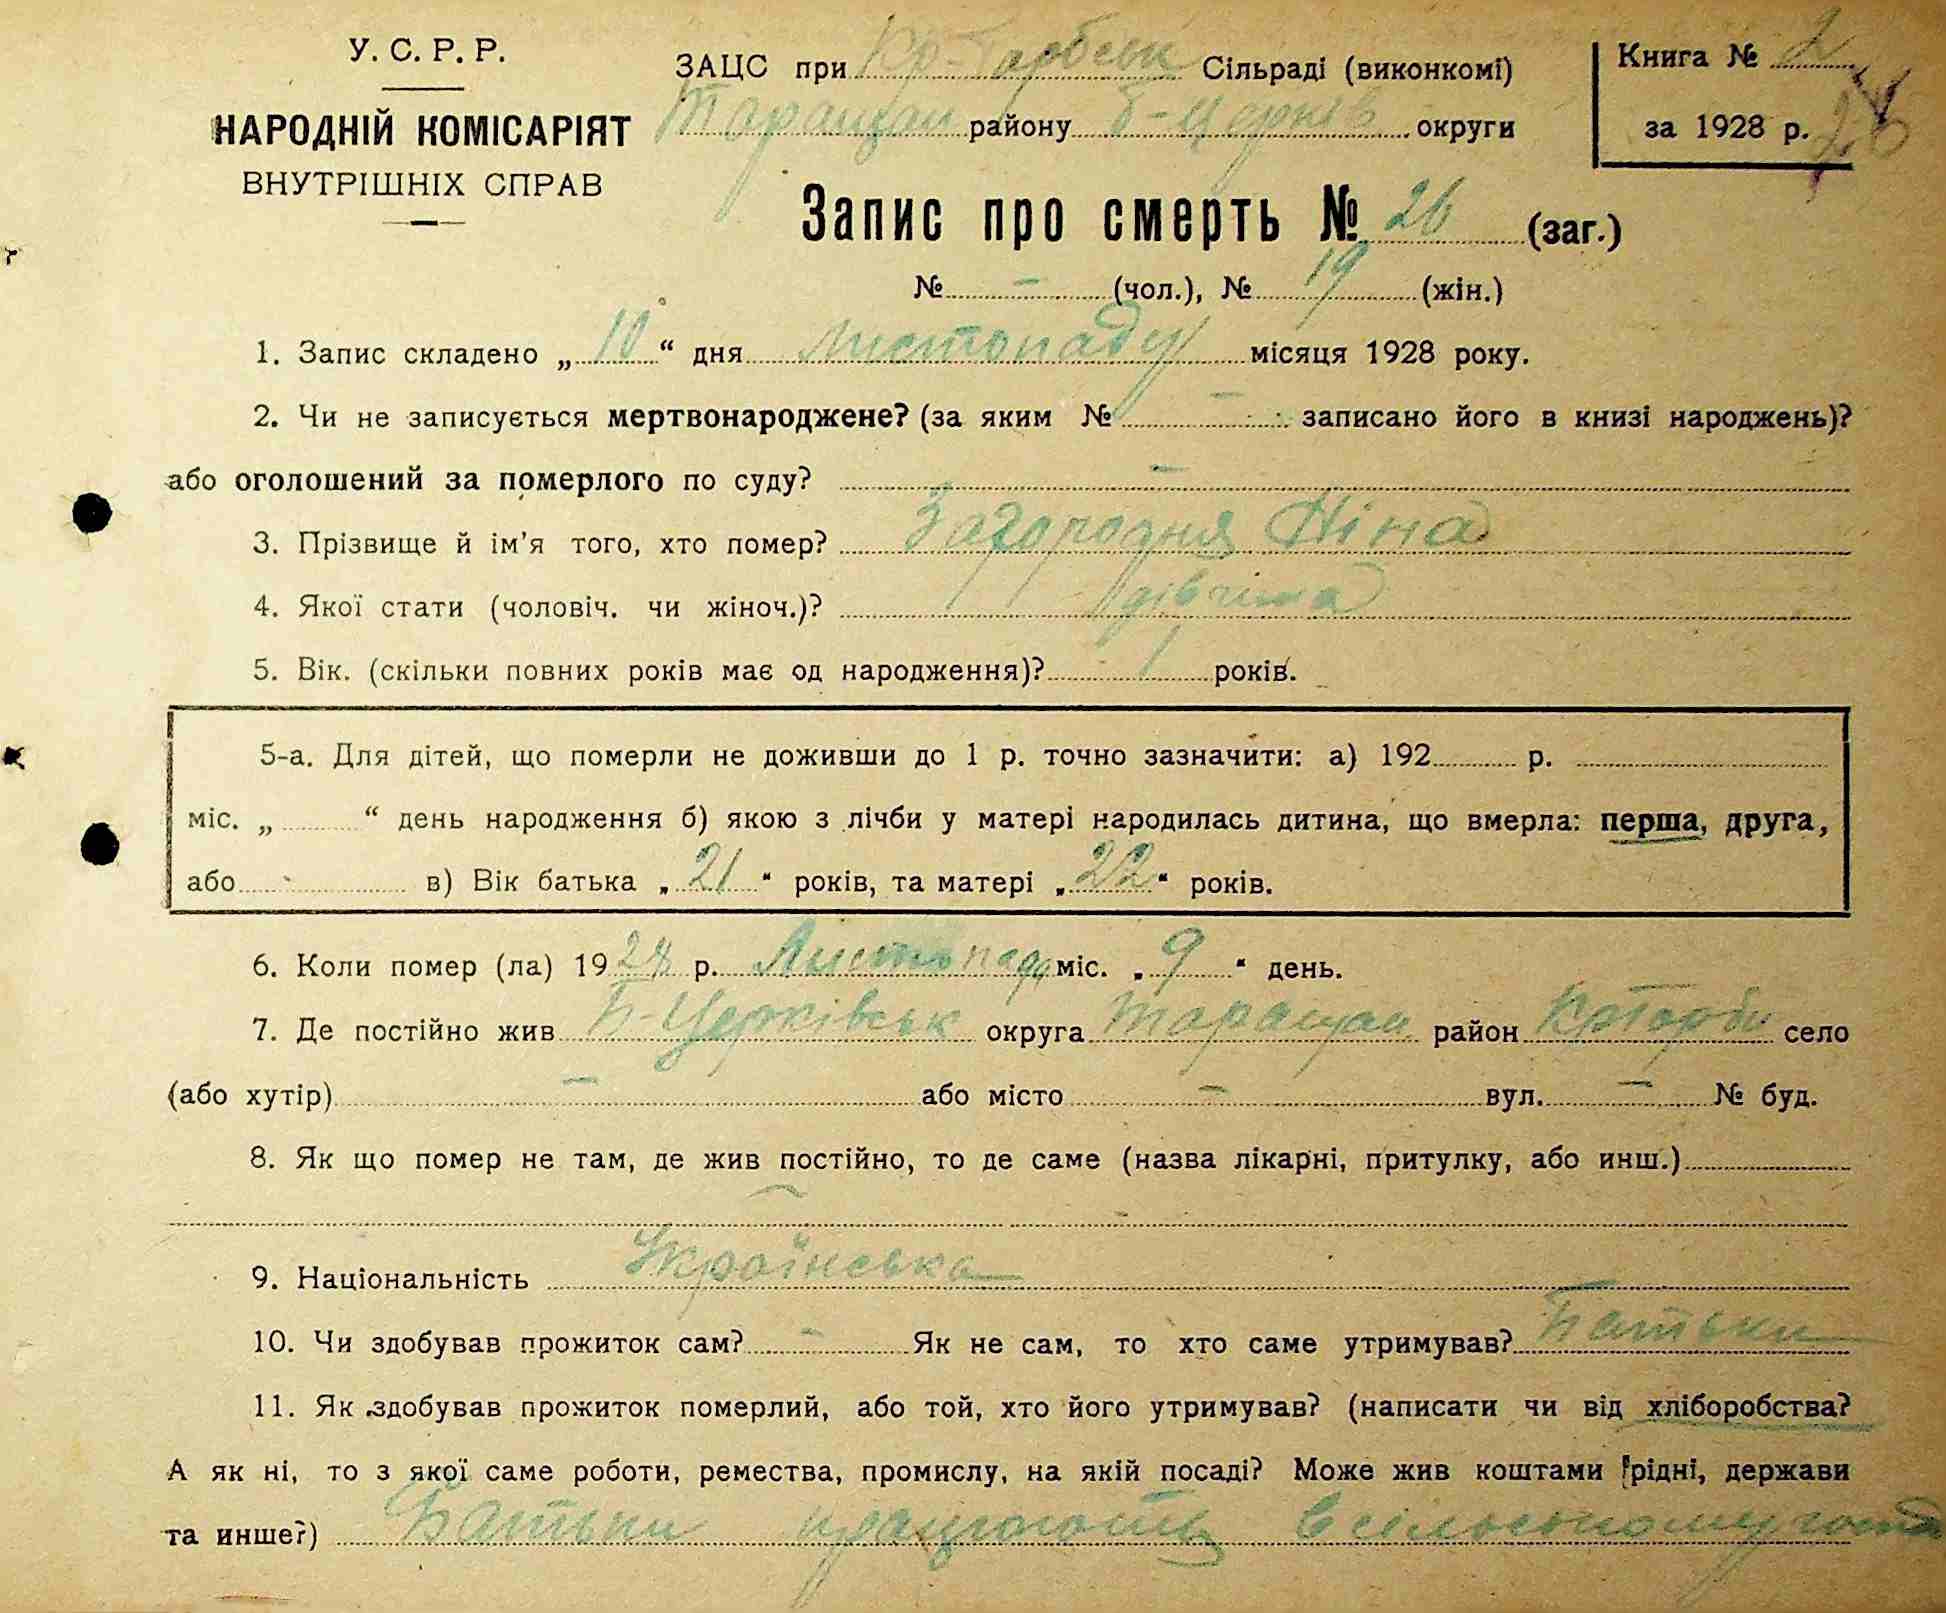 У. С. Р. Р.
НАРОДНІЙ КОМІСАРІЯТ
ВНУТРІШНІХ СПРАВ
ЗАЦС при Кр-Торбськ Сільраді (виконкомі)
Таращан району Б-Церків округи
Книга № 2
за 1928 р.
26
Запис про смерть № 26 (заг.)
№ – (чол.), № 19 (жін.)
1. Запис складено „ 10 “ дня листопаду місяця 1928 року.
2. Чи не записується мертвонароджене? (за яким № – записано його в книзі народжень)?
або оголошений за померлого по суду? –
3. Прізвище й ім'я того, хто помер? Загородня Ніна
4. Якої стати (чоловіч. чи жіноч.)? дівчина
5. Вік. (скільки повних років має од народження)? 1 років.
5-а. Для дітей, що померли не доживши до 1 р. точно зазначити: а) 192 р.
міс. „ “ день народження б) якою з лічби у матері народилась дитина, що вмерла: перша, друга,
або - в) Вік батька „ 21 “ років, та матері „ 22 “ років.
6. Коли помер (ла) 1928 р. Листопаду міс. „ 9 “ день.
7. Де постійно жив Б-Церківськ округа Таращан район Кр Торби село
(або хутір) – або місто – вул. – № буд.
8. Як що помер не там, де жив постійно, то де саме (назва лікарні, притулку, або инш.)
–
9. Національність Українська
10. Чи здобував прожиток сам? – Як не сам, то хто саме утримував? Батьки
11. Як здобував прожиток померлий, або той, хто його утримував? (написати чи від хліборобства?
А як ні, то з якої саме роботи, ремества, промислу, на якій посаді? Може жив коштами рідні, держави
та инше?) Батьки працюють в сільському госпо